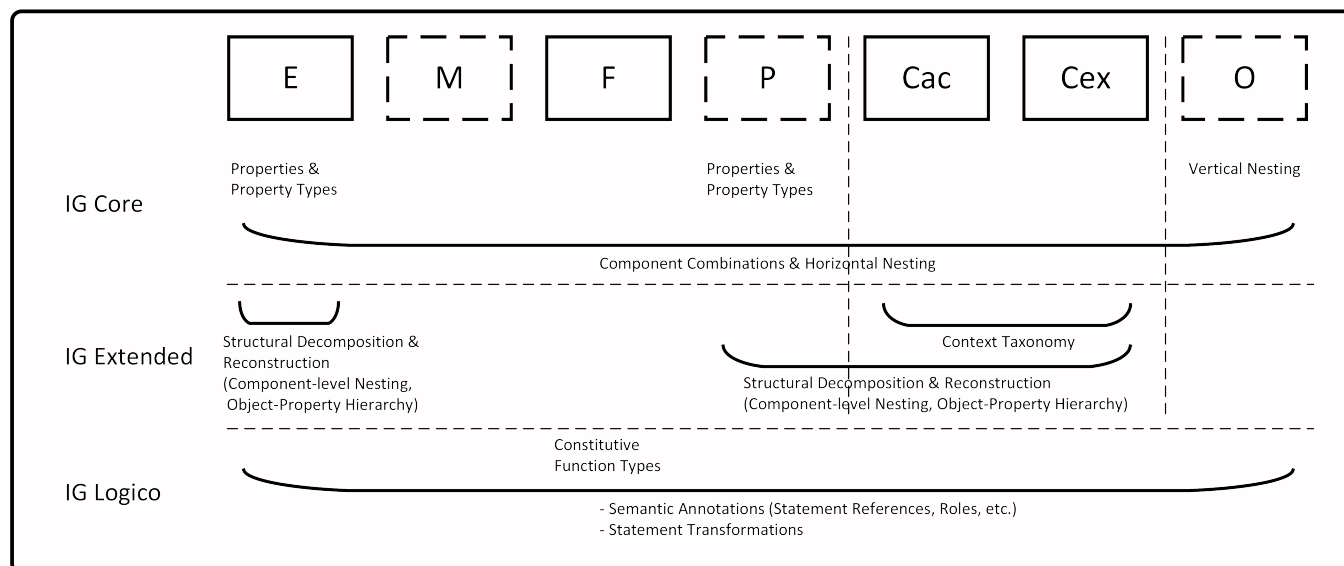 E M F P Cac Cex O
Properties &
Property Types
Properties &
Property Types
Vertical Nesting
IG Core
Component Combinations & Horizontal Nesting
IG Extended
Structural Decomposition &
Reconstruction
(Component-level Nesting,
Object-Property Hierarchy)
Context Taxonomy
Structural Decomposition & Reconstruction
(Component-level Nesting, Object-Property Hierarchy)
IG Logico
Constitutive
Function Types
- Semantic Annotations (Statement References, Roles, etc.)
- Statement Transformations